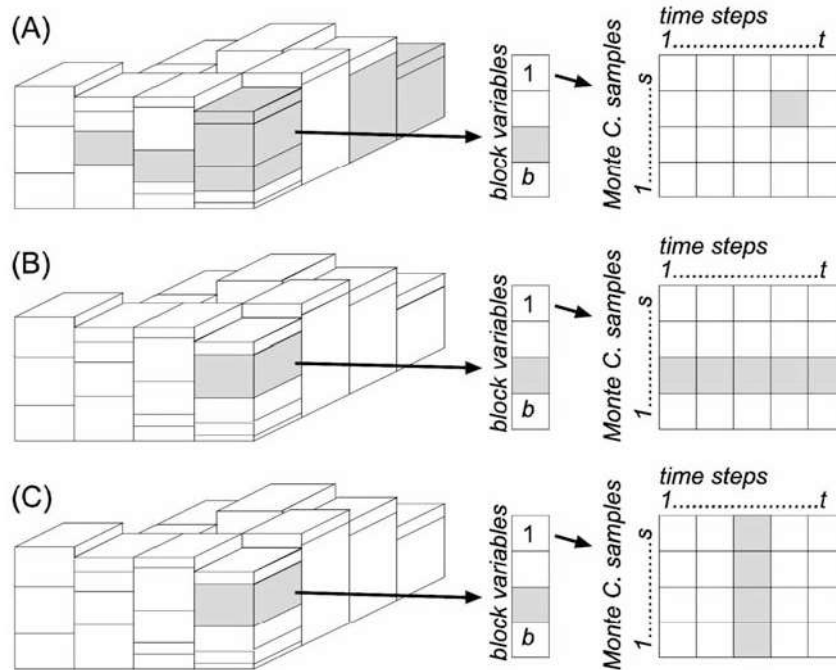 (A)
block variables
1
b
time steps
1.....................t
Monte C. samples
1..........s
(B)
block variables
1
b
time steps
1.....................t
Monte C. samples
1..........s
(C)
block variables
1
b
time steps
1.....................t
Monte C. samples
1..........s